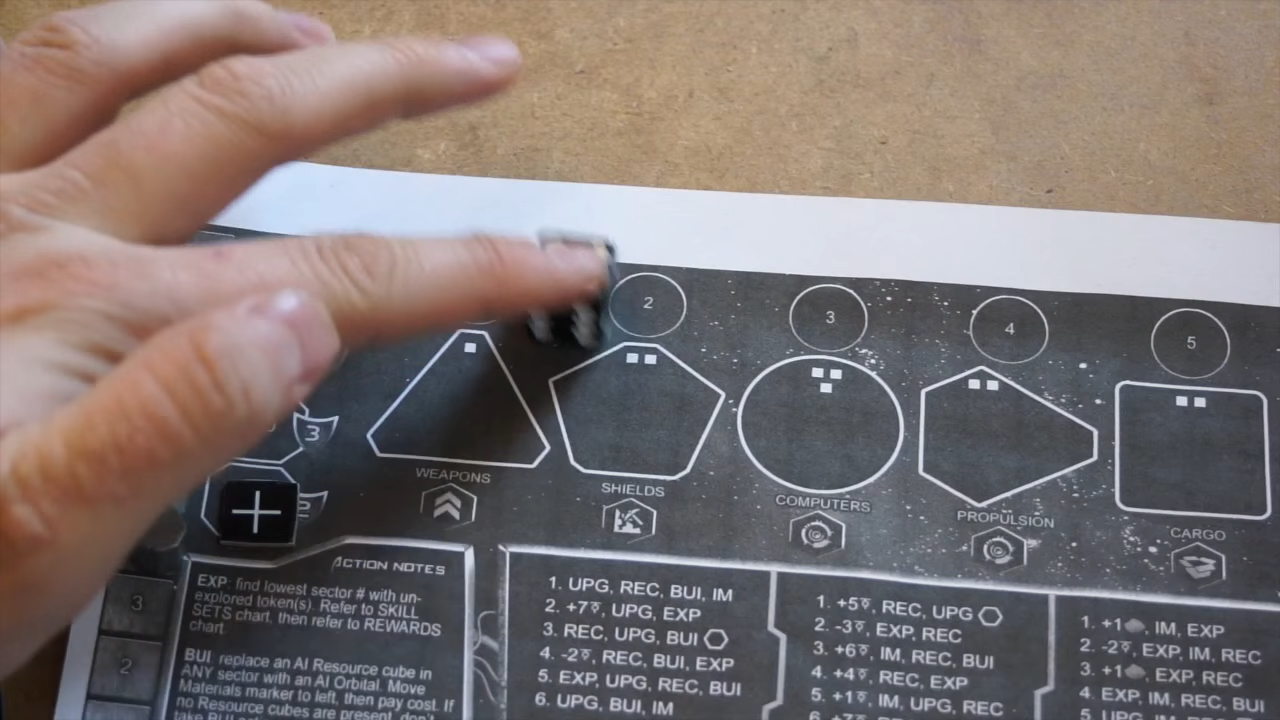 2
3
4
5
3
WEAPONS
SHIELDS
COMPUTERS
PROPULSION
CARGO
3
2
ACTION NOTES
EXP: find lowest sector # with un-
explored token(s). Refer to SKILL
SETS chart, then refer to REWARDS
chart.
BUI: replace an AI Resource cube in
ANY sector with an AI Orbital. Move
Materials marker to left, then pay cost. If
no Resource cubes are present, don't
1. UPG, REC, BUI, IM
2. +7, UPG, EXP
3. REC, UPG, BUI
4. -2, REC, BUI, EXP
5. EXP, UPG, REC, BUI
6. UPG, BUI, IM
1. +5, REC, UPG
2. -3, EXP, REC
3. +6, IM, REC, BUI
4. +4, REC, EXP
5. +1, IM, UPG
1. +1, IM, EXP
2. -2, EXP, IM, REC
3. +1, EXP, REC
4. EXP, IM, REC, BUI